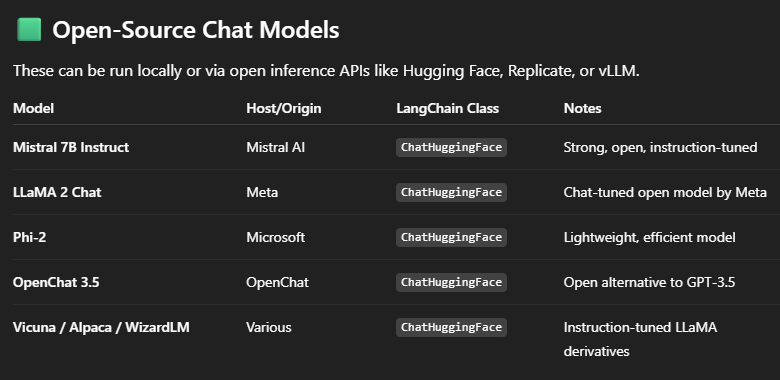 Open-Source Chat Models
These can be run locally or via open inference APIs like Hugging Face, Replicate, or vLLM.
Model Host/Origin LangChain Class Notes
Mistral 7B Instruct Mistral AI ChatHuggingFace Strong, open, instruction-tuned
LLaMA 2 Chat Meta ChatHuggingFace Chat-tuned open model by Meta
Phi-2 Microsoft ChatHuggingFace Lightweight, efficient model
OpenChat 3.5 OpenChat ChatHuggingFace Open alternative to GPT-3.5
Vicuna / Alpaca / WizardLM Various ChatHuggingFace Instruction-tuned LLaMA
derivatives